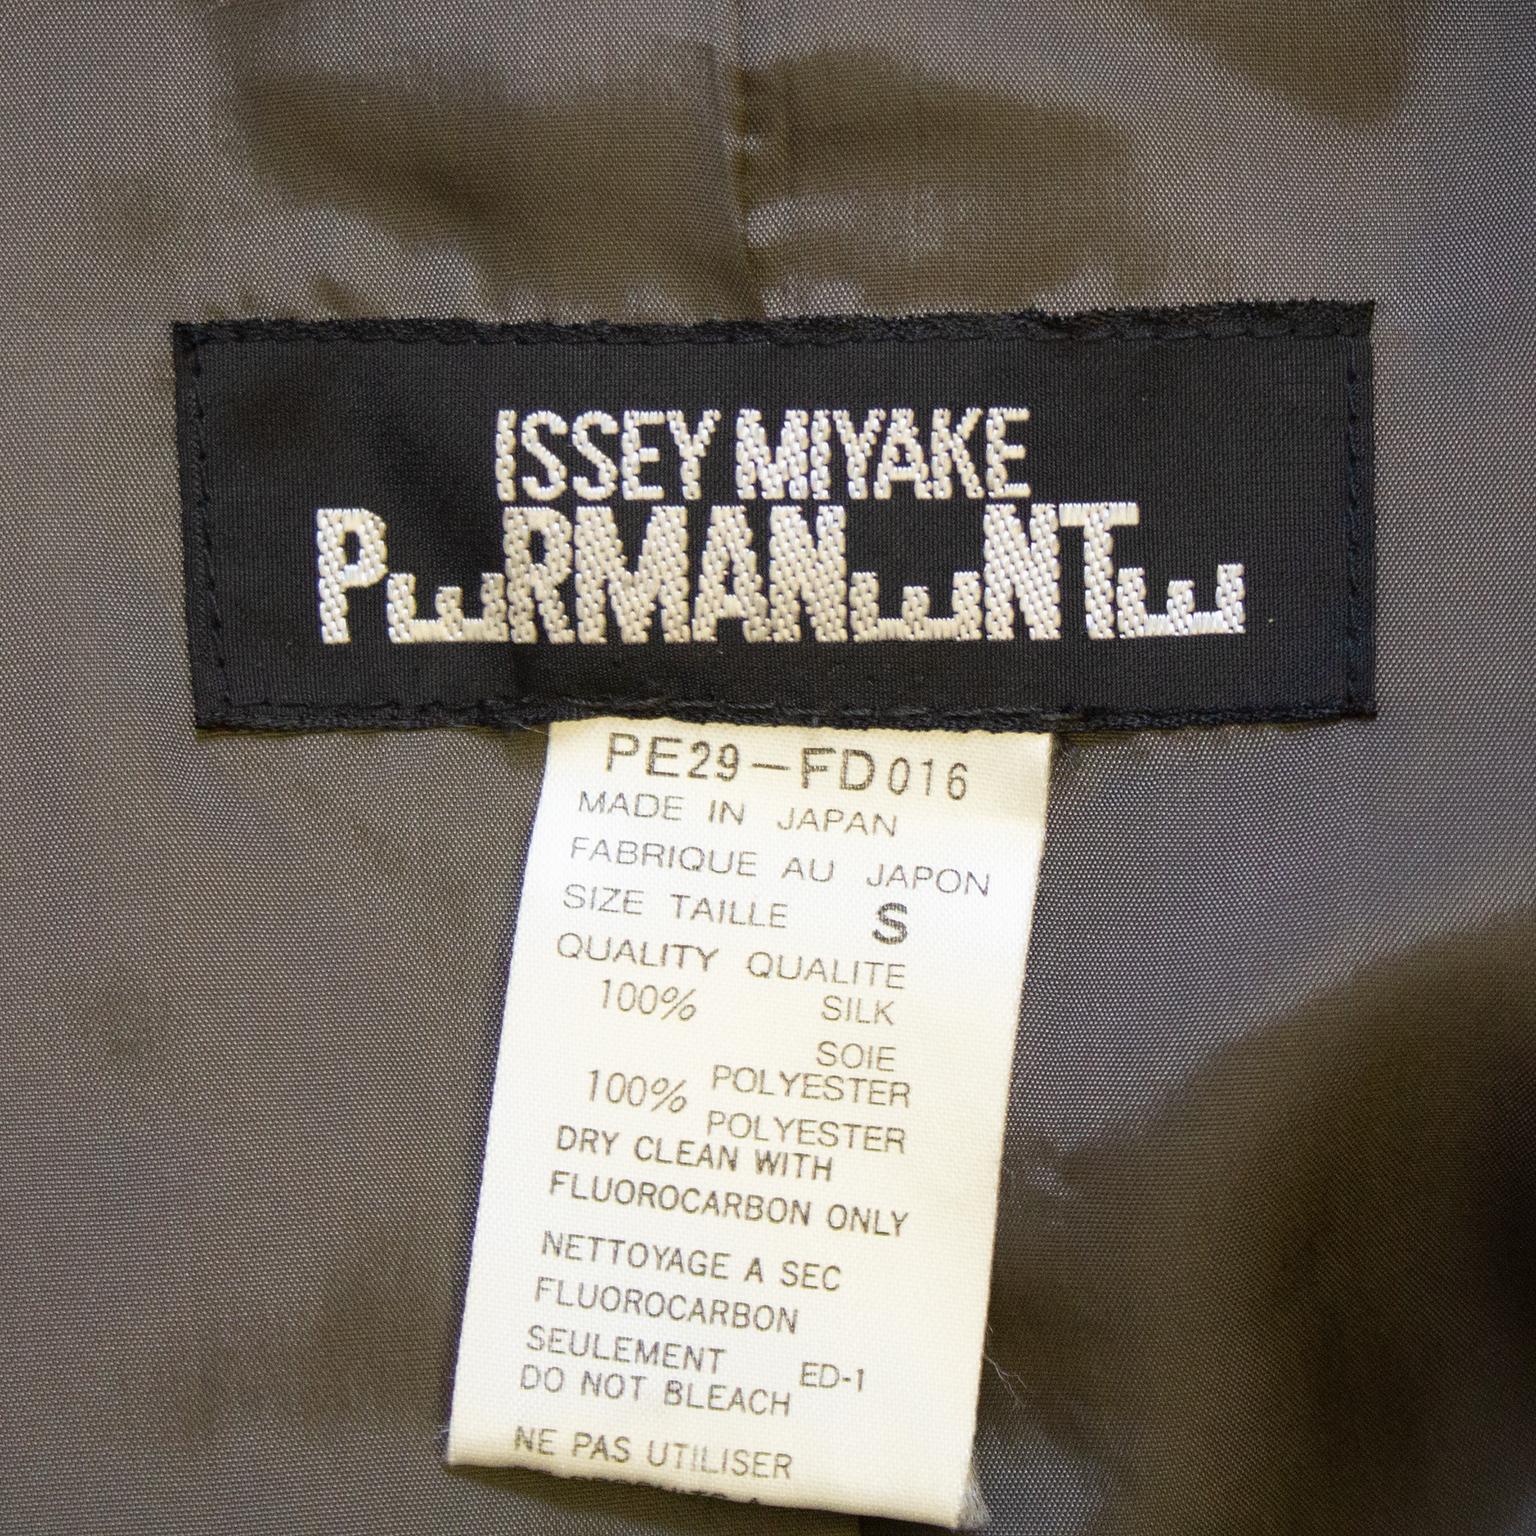 ISSEY MIYAKE
PERMANENTE
PE29-FD016
MADE IN JAPAN
FABRIQUE AU JAPON
SIZE TAILLE S
QUALITY QUALITE
100% SILK
SOIE
100% POLYESTER
POLYESTER
DRY CLEAN WITH
FLUOROCARBON ONLY
NETTOYAGE A SEC
FLUOROCARBON
SEULEMENT ED-1
DO NOT BLEACH
NE PAS UTILISER